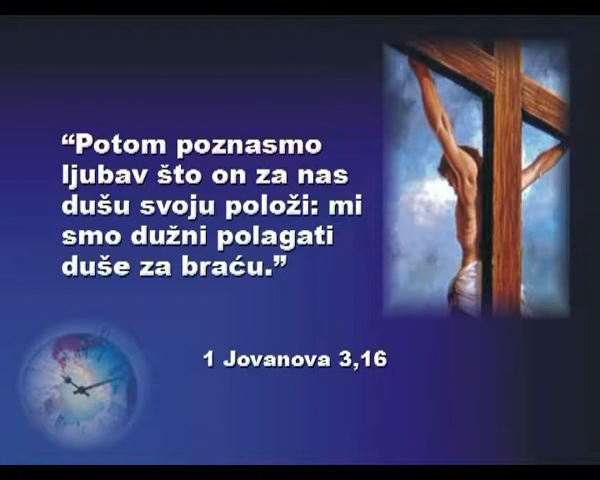 “Potom poznasmo
ljubav što on za nas
dušu svoju položi: mi
smo dužni polagati
duše za braću.”
1 Jovanova 3,16